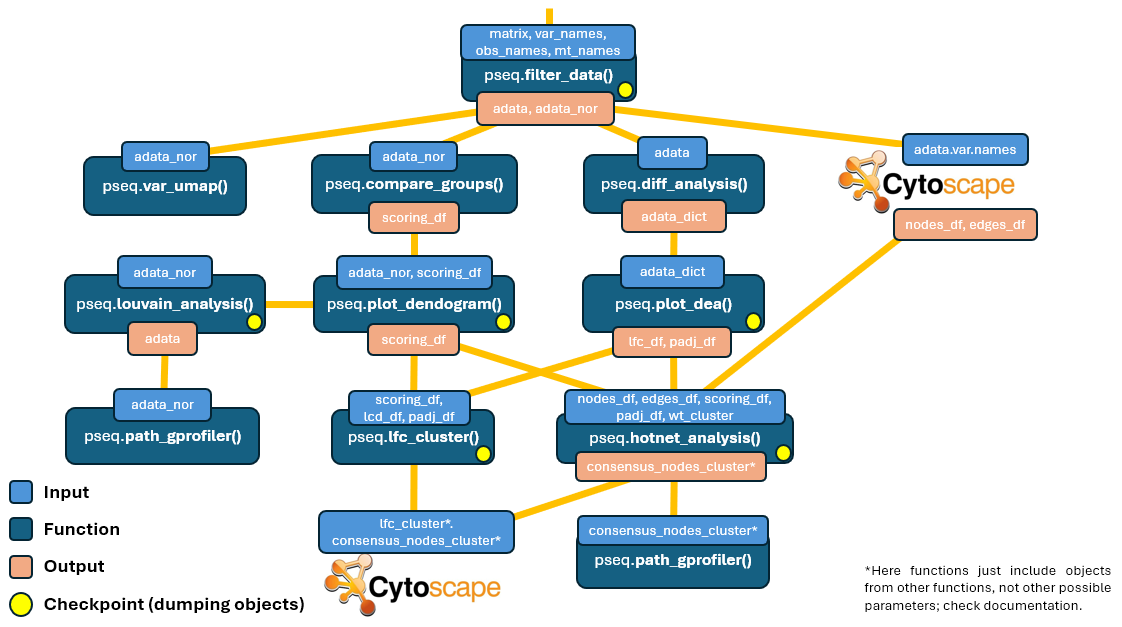 matrix, var_names,
obs_names, mt_names
pseq.filter_data()
adata, adata_nor
adata_nor
pseq.var_umap()
adata_nor
pseq.compare_groups()
scoring_df
adata
pseq.diff_analysis()
adata_dict
adata.var.names
Cytoscape
nodes_df, edges_df
adata_nor
pseq.louvain_analysis()
adata
adata_nor, scoring_df
pseq.plot_dendogram()
scoring_df
adata_dict
pseq.plot_dea()
lfc_df, padj_df
adata_nor
pseq.path_gprofiler()
scoring_df,
lcd_df, padj_df
pseq.lfc_cluster()
nodes_df, edges_df, scoring_df,
padj_df, wt_cluster
pseq.hotnet_analysis()
consensus_nodes_cluster*
lfc_cluster*.
consensus_nodes_cluster*
Cytoscape
consensus_nodes_cluster*
pseq.path_gprofiler()
Input
Function
Output
Checkpoint (dumping objects)
*Here functions just include objects
from other functions, not other possible
parameters; check documentation.